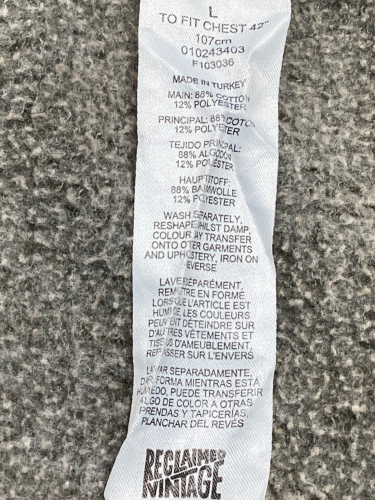 L
TO FIT CHEST 42"
107cm
010243403
F103036
MADE IN TURKEY
MAIN: 88% COTTON
12% POLYESTER
PRINCIPAL: 88% COTON
12% POLYESTER
TEJIDO PRINCIPAL:
88% ALGODON
12% POLIESTER
HAUPTSTOFF:
88% BAUMWOLLE
12% POLYESTER
WASH SEPARATELY,
RESHAPE WHILST DAMP,
COLOUR MAY TRANSFER
ONTO OTHER GARMENTS
AND UPHOLSTERY, IRON ON
REVERSE
LAVER SÉPARÉMENT,
REMETTRE EN FORME
LORSQUE L'ARTICLE EST
HUMIDE LES COULEURS
PEUVENT DÉTEINDRE SUR
D'AUTRES VÊTEMENTS ET
TISSUS D'AMEUBLEMENT,
REPASSER SUR L'ENVERS
LAVAR SEPARADAMENTE,
DAR FORMA MIENTRAS ESTÁ
HÚMEDO, PUEDE TRANSFERIR
ALGO DE COLOR A OTRAS
PRENDAS Y TAPICERÍAS,
PLANCHAR DEL REVÉS
RECLAIMED
VINTAGE